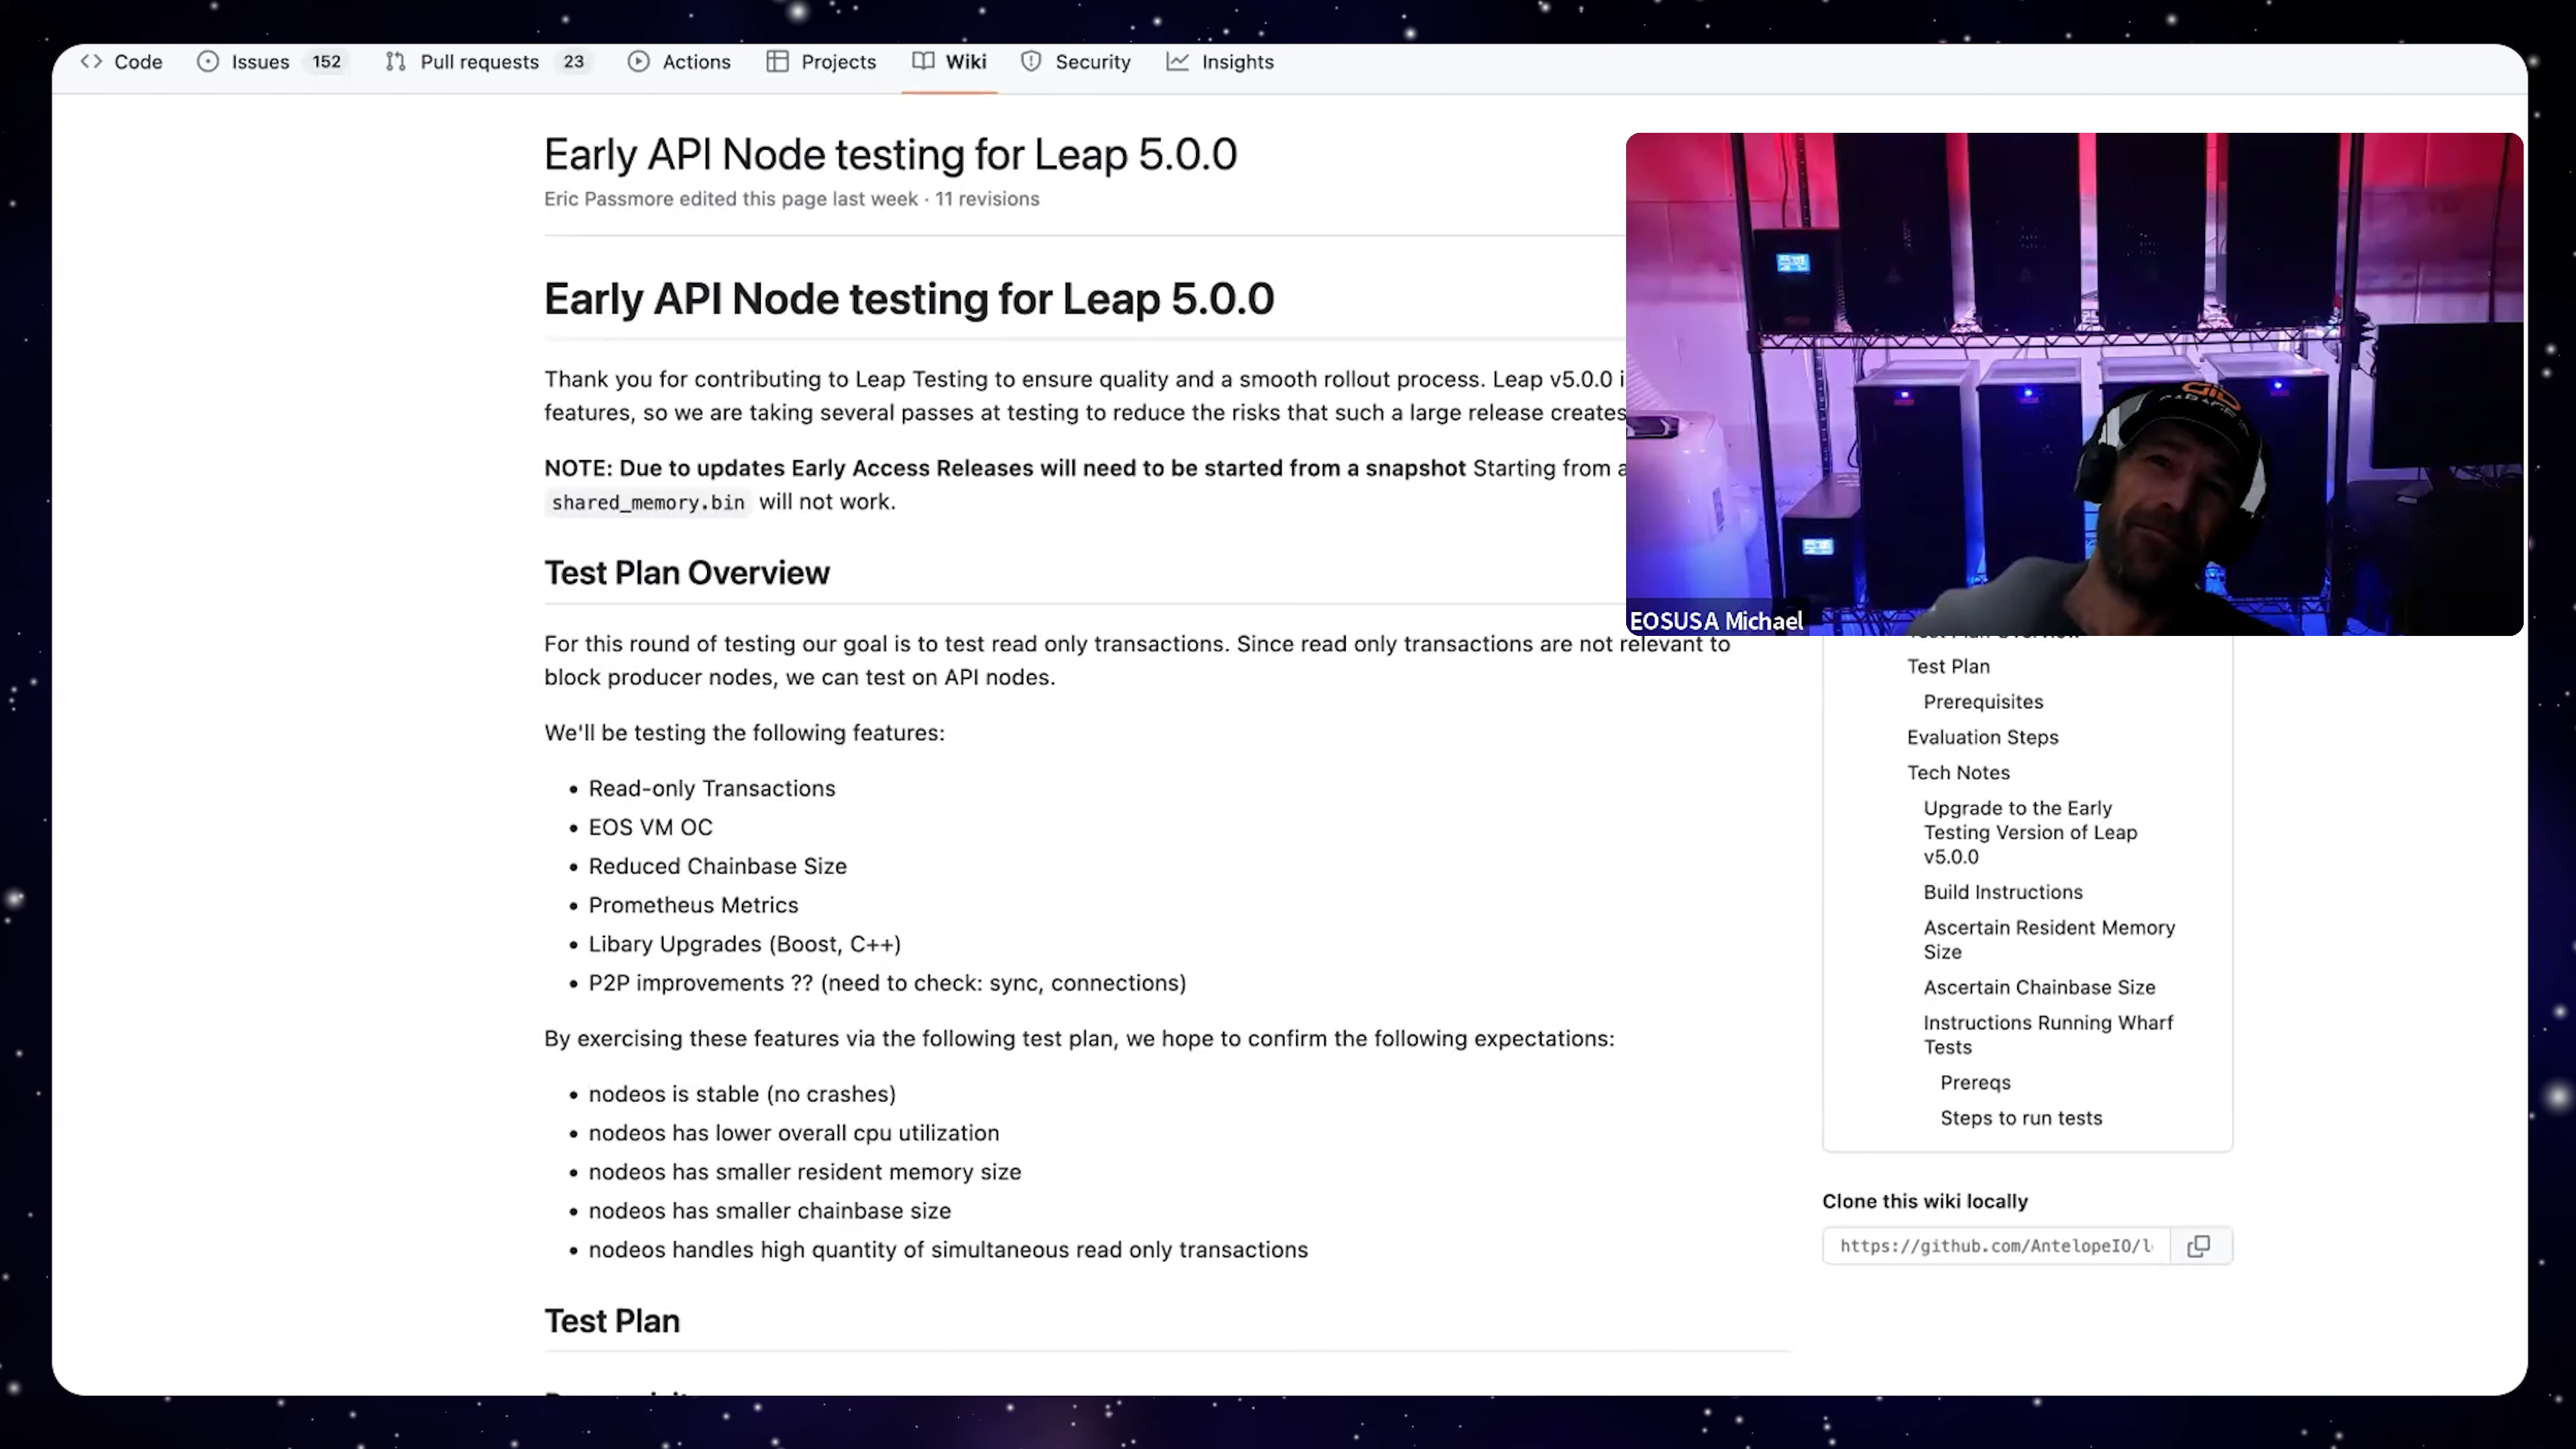 Code Issues 152 Pull requests 23 Actions Projects Wiki Security Insights
Early API Node testing for Leap 5.0.0
Eric Passmore edited this page last week · 11 revisions
Early API Node testing for Leap 5.0.0
Thank you for contributing to Leap Testing to ensure quality and a smooth rollout process. Leap v5.0.0
features, so we are taking several passes at testing to reduce the risks that such a large release creates
NOTE: Due to updates Early Access Releases will need to be started from a snapshot Starting from a
shared_memory.bin will not work.
Test Plan Overview
For this round of testing our goal is to test read only transactions. Since read only transactions are not relevant to
block producer nodes, we can test on API nodes.
We'll be testing the following features:
• Read-only Transactions
• EOS VM OC
• Reduced Chainbase Size
• Prometheus Metrics
• Libary Upgrades (Boost, C++)
• P2P improvements ?? (need to check: sync, connections)
By exercising these features via the following test plan, we hope to confirm the following expectations:
• nodeos is stable (no crashes)
• nodeos has lower overall cpu utilization
• nodeos has smaller resident memory size
• nodeos has smaller chainbase size
• nodeos handles high quantity of simultaneous read only transactions
Test Plan
EOSUSA Michael
Test Plan Overview
Test Plan
Prerequisites
Evaluation Steps
Tech Notes
Upgrade to the Early
Testing Version of Leap
v5.0.0
Build Instructions
Ascertain Resident Memory
Size
Ascertain Chainbase Size
Instructions Running Wharf
Tests
Prereqs
Steps to run tests
Clone this wiki locally
https://github.com/AntelopeIO/l